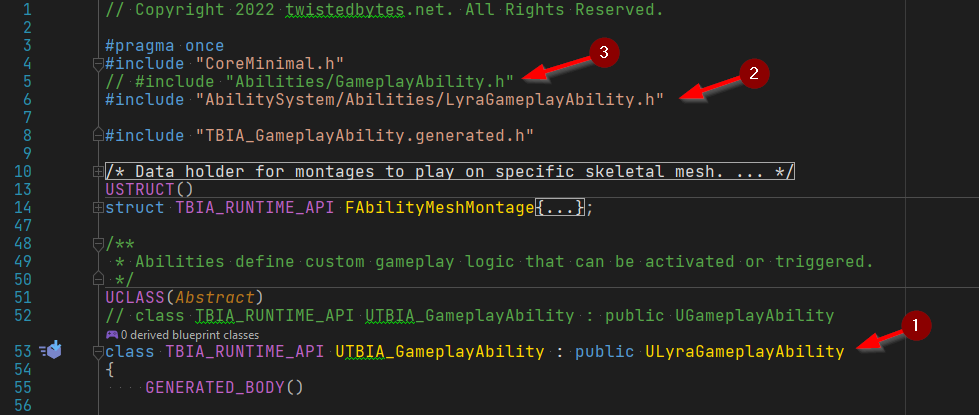 1 // Copyright 2022 twistedbytes.net. All Rights Reserved.
2
3 #pragma once
4 #include "CoreMinimal.h"
5 // #include "Abilities/GameplayAbility.h" 3
6 #include "AbilitySystem/Abilities/LyraGameplayAbility.h" 2
7
8 #include "TBIA_GameplayAbility.generated.h"
9
10 /* Data holder for montages to play on specific skeletal mesh. ... */
13 USTRUCT()
14 struct TBIA_RUNTIME_API FAbilityMeshMontage{...};
47
48 /**
49 * Abilities define custom gameplay logic that can be activated or triggered.
50 */
51 UCLASS(Abstract)
52 // class TBIA_RUNTIME_API UTBIA_GameplayAbility : public UGameplayAbility
0 derived blueprint classes
53 class TBIA_RUNTIME_API UTBIA_GameplayAbility : public ULyraGameplayAbility 1
54 {
55 GENERATED_BODY()
56